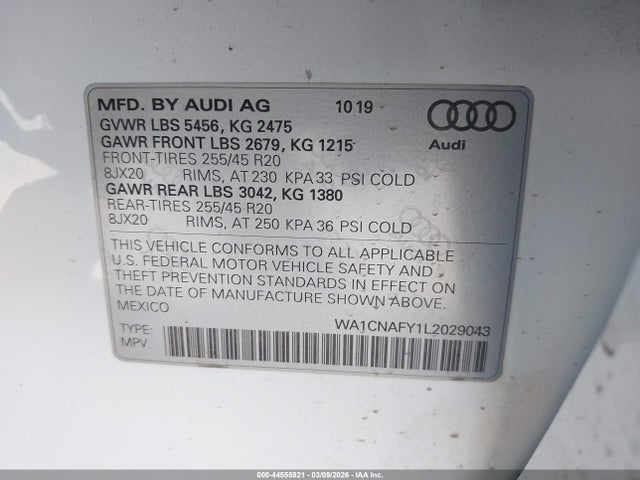 MFD. BY AUDI AG 10 19
GVWR LBS 5456, KG 2475
GAWR FRONT LBS 2679, KG 1215
FRONT-TIRES 255/45 R20
8JX20 RIMS, AT 230 KPA 33 PSI COLD
GAWR REAR LBS 3042, KG 1380
REAR-TIRES 255/45 R20
8JX20 RIMS, AT 250 KPA 36 PSI COLD
Audi
THIS VEHICLE CONFORMS TO ALL APPLICABLE
U.S. FEDERAL MOTOR VEHICLE SAFETY AND
THEFT PREVENTION STANDARDS IN EFFECT ON
THE DATE OF MANUFACTURE SHOWN ABOVE.
MEXICO
WA1CNAFY1L2029043
TYPE:
MPV
000-44555921 - 03/09/2026 - IAA Inc.